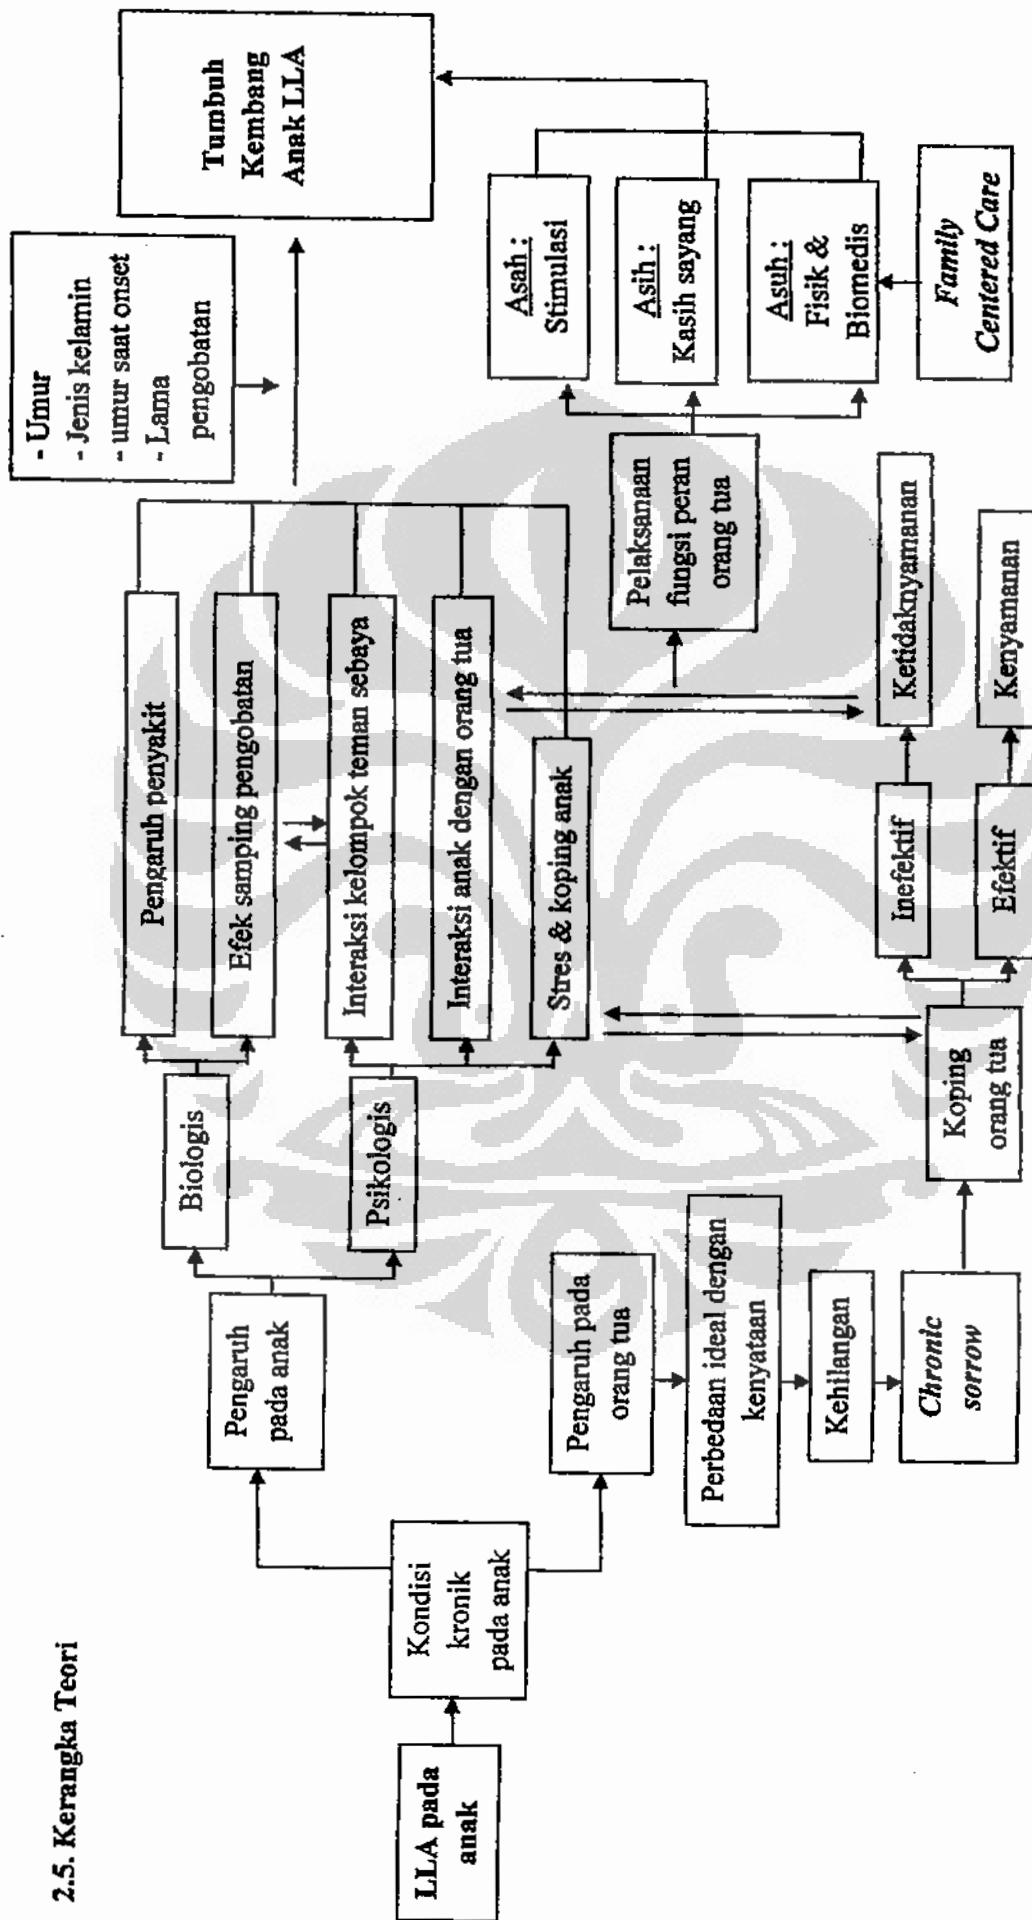 2.5. Kerangka Teori
LLA pada
anak
Kondisi
kronik
pada anak
Pengaruh
pada anak
Pengaruh pada
orang tua
Perbedaan ideal dengan
kenyataan
Kehilangan
Chronic
sorrow
Biologis
Psikologis
Pengaruh penyakit
Efek samping pengobatan
Interaksi kelompok teman sebaya
Interaksi anak dengan orang tua
Stres & koping anak
Koping
orang tua
Inefektif
Efektif
Ketidaknyamanan
Kenyamanan
Pelaksanaan
fungsi peran
orang tua
- Umur
- Jenis kelamin
- umur saat onset
- Lama
pengobatan
Asah :
Stimulasi
Asih :
Kasih sayang
Asuh :
Fisik &
Biomedis
Family
Centered Care
Tumbuh
Kembang
Anak LLA